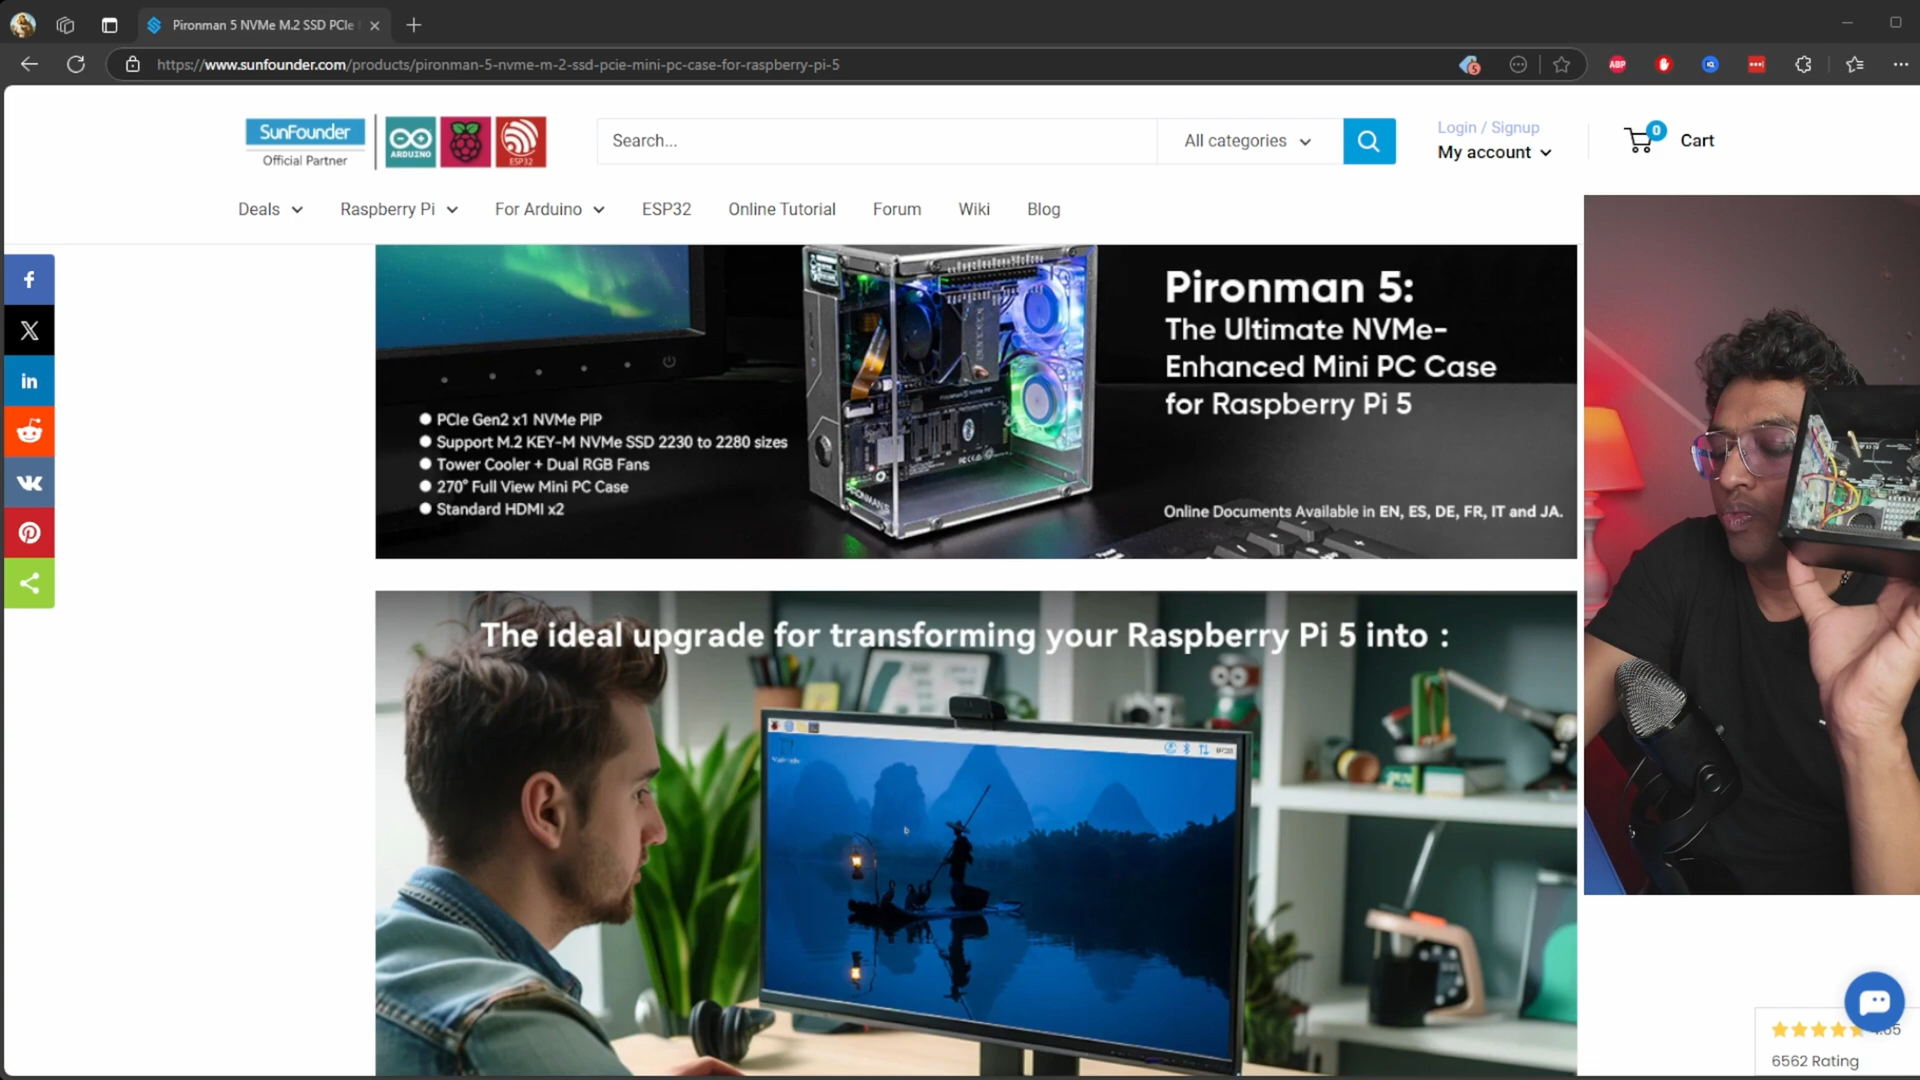 Pironman 5 NVMe M.2 SSD PCIe
https://www.sunfounder.com/products/pironman-5-nvme-m-2-ssd-pcie-mini-pc-case-for-raspberry-pi-5
5
ABP
SunFounder
Official Partner
ARDUINO
ESP32
Search...
All categories
Login / Signup
My account
0
Cart
Deals
Raspberry Pi
For Arduino
ESP32
Online Tutorial
Forum
Wiki
Blog
Pironman 5:
The Ultimate NVMe-
Enhanced Mini PC Case
for Raspberry Pi 5
PCIe Gen2 x1 NVMe PIP
Support M.2 KEY-M NVMe SSD 2230 to 2280 sizes
Tower Cooler + Dual RGB Fans
270° Full View Mini PC Case
Standard HDMI x2
Online Documents Available in EN, ES, DE, FR, IT and JA.
The ideal upgrade for transforming your Raspberry Pi 5 into :
6562 Rating